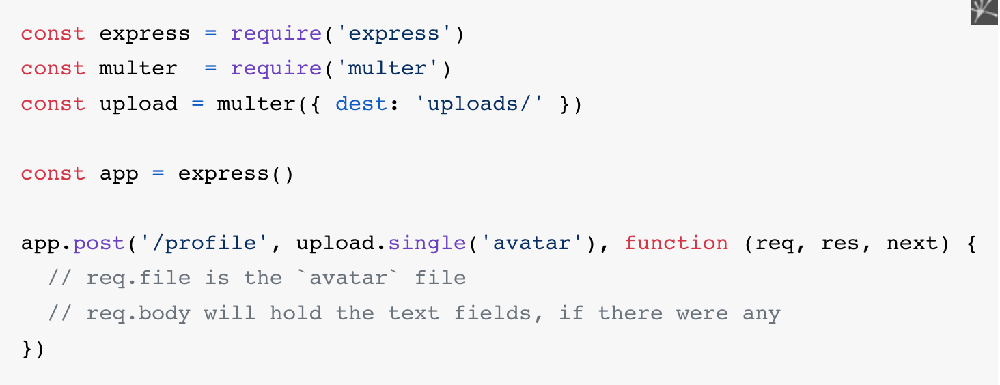 const express = require('express')
const multer  = require('multer')
const upload = multer({ dest: 'uploads/' })
const app = express()
app.post('/profile', upload.single('avatar'), function (req, res, next) {
  // req.file is the `avatar` file
  // req.body will hold the text fields, if there were any
})